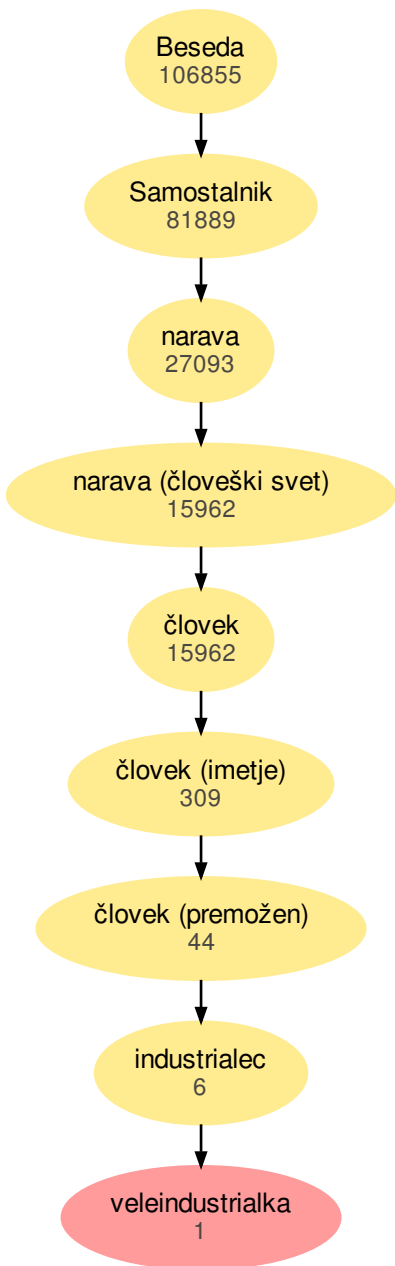 Beseda
106855
Samostalnik
81889
narava
27093
narava (človeški svet)
15962
človek
15962
človek (imetje)
309
človek (premožen)
44
industrialec
6
veleindustrialka
1